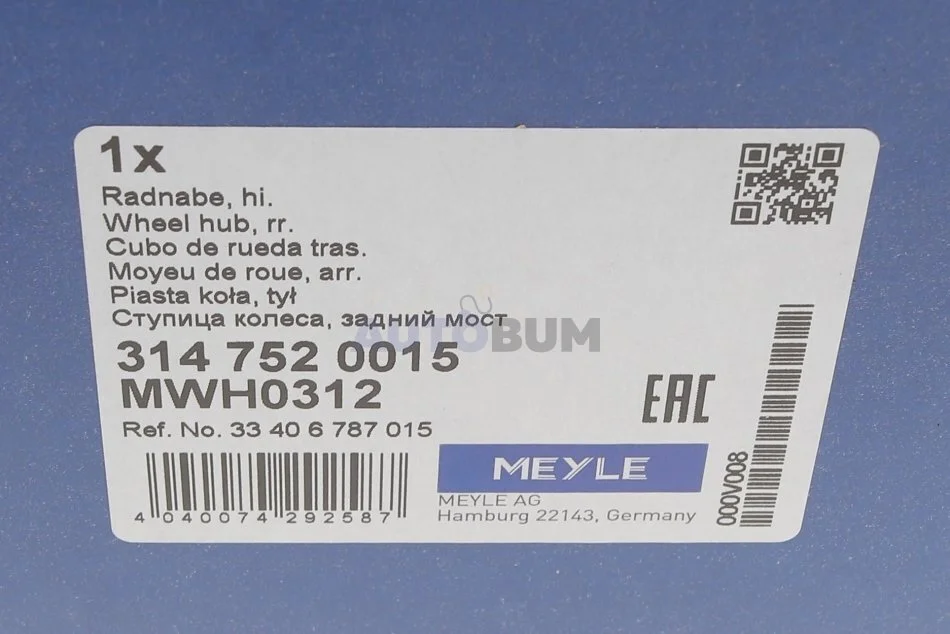 1x
Radnabe, hi.
Wheel hub, rr.
Cubo de rueda tras.
Moyeu de roue, arr.
Piasta koła, tył
Ступица колеса, задний мост
AUTOBUM
314 752 0015
MWH0312
Ref. No. 33 40 6 787 015
EAC
MEYLE
MEYLE AG
Hamburg 22143, Germany
4 040074 292587
000V008